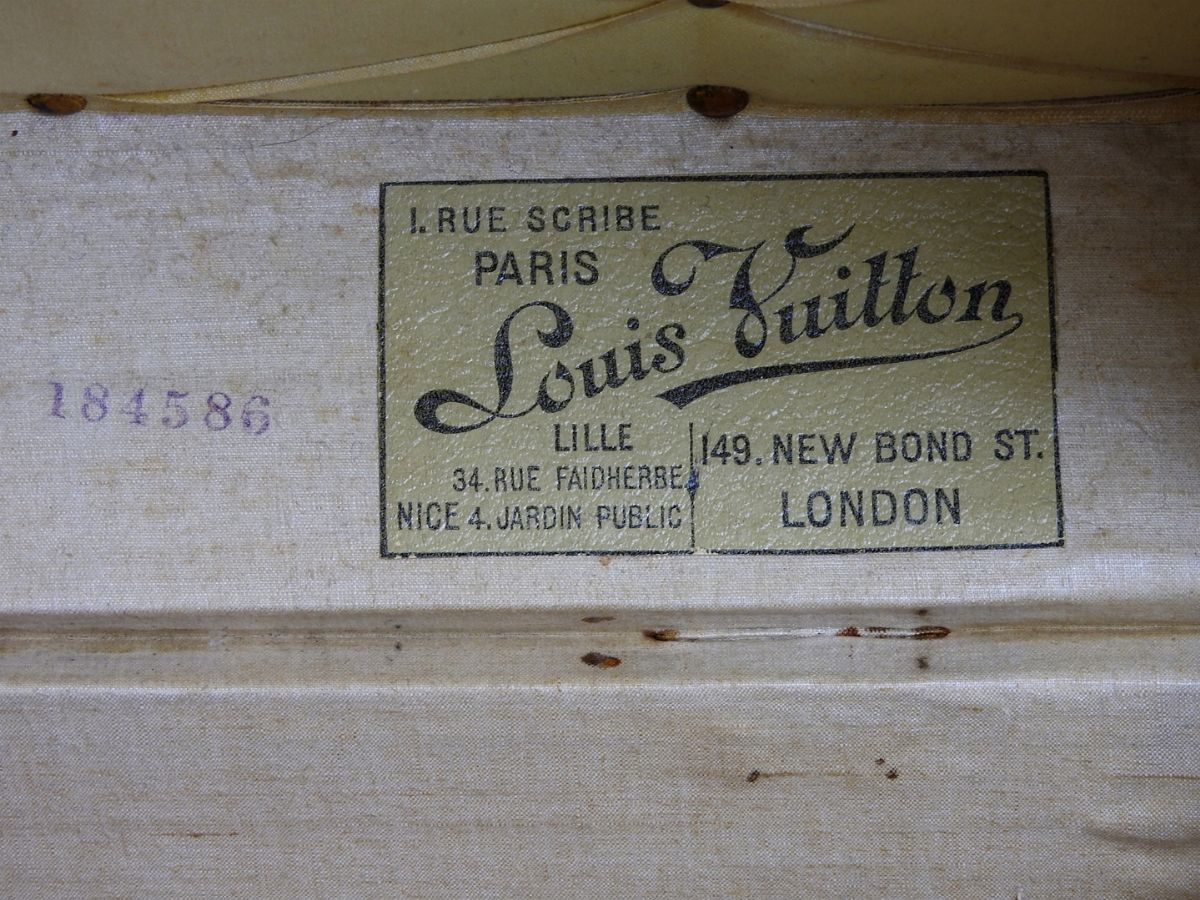 1. RUE SCRIBE
PARIS
Louis Vuitton
184586
LILLE
34. RUE FAIDHERBE
NICE 4. JARDIN PUBLIC
149. NEW BOND ST.
LONDON